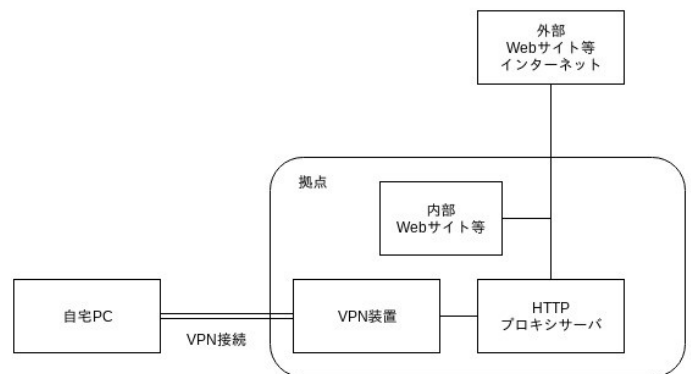 外部
Webサイト等
インターネット
拠点
内部
Webサイト等
自宅PC
VPN接続
VPN装置
HTTP
プロキシサーバ